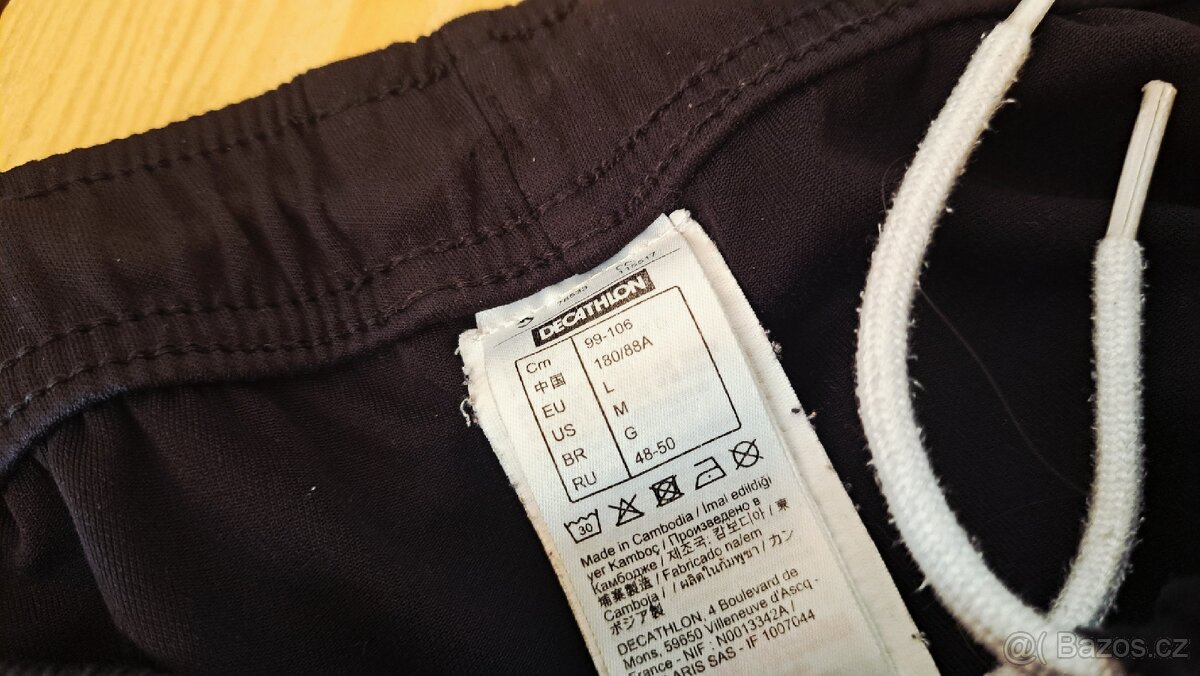 DECATHLON
Cm 99-106
中国 180/88A
EU L
US M
BR G
RU 48-50
30
Made in Cambodia / Imal edildiği
yer Kamboç / Произведено в
Камбодже / 제조국: 캄보디아 / 東
埔寨製造 / Fabricado na/em
Camboja / / ผลิตในกัมพูชา / カン
ボジア製
DECATHLON, 4 Boulevard de
Mons, 59650 Villeneuve d'Ascq -
France - NIF : N0013342A /
ARIS SAS - IF 1007044
@( Bazos.cz